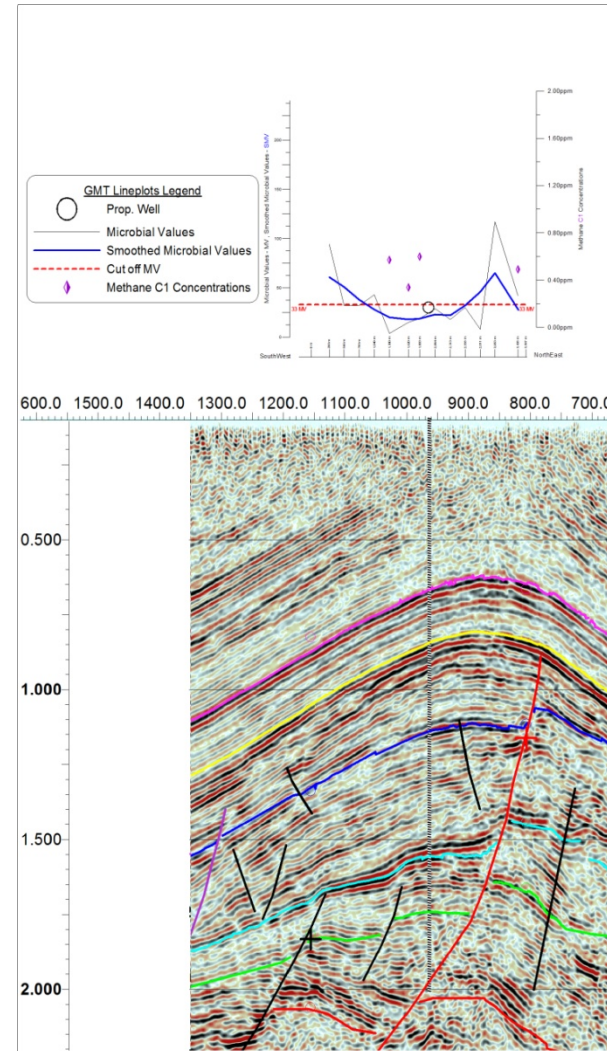 2.00ppm
1.60ppm
1.20ppm
0.80ppm
0.40ppm
0.00ppm
Microbial Values - MV , Smoothed Microbial Values - SMV
Methane C1 Concentrations
33 MV
33 MV
SouthWest
NorthEast
GMT Lineplots Legend
Prop. Well
Microbial Values
Smoothed Microbial Values
Cut off MV
Methane C1 Concentrations
600.0 1500.0 1400.0 1300.0 1200.0 1100.0 1000.0 900.0 800.0 700.0
0.500
1.000
1.500
2.000